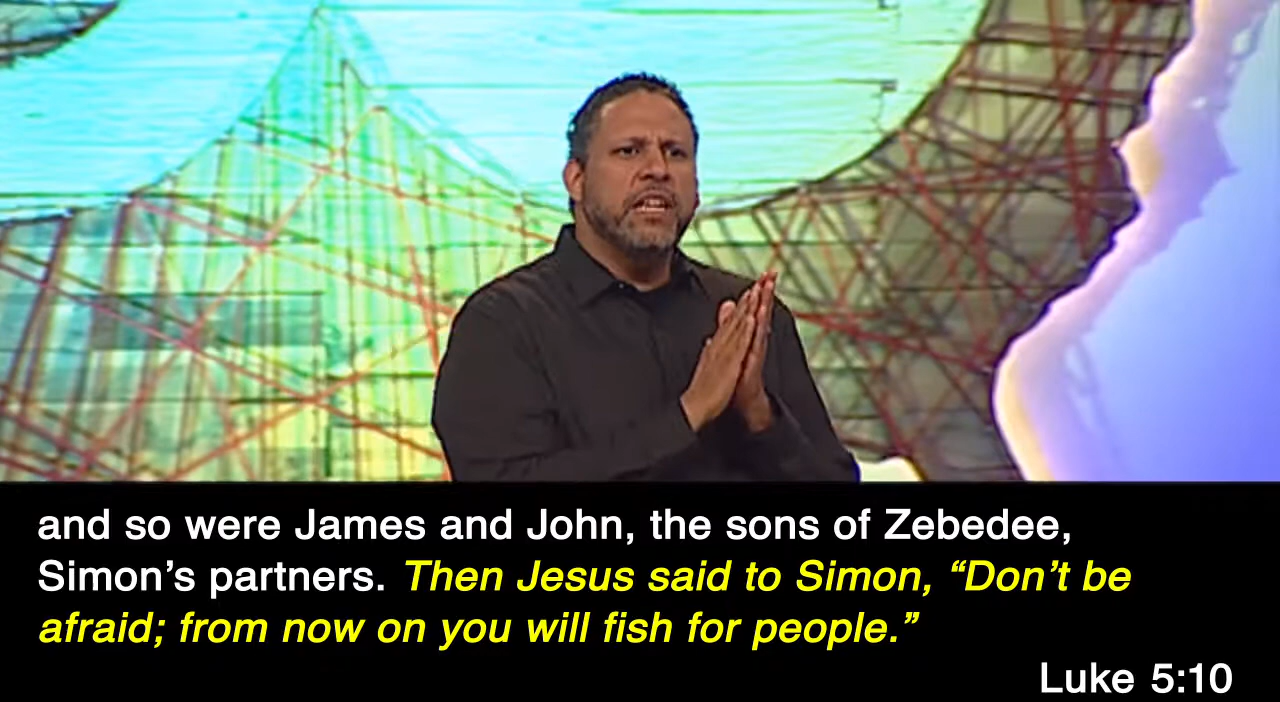 and so were James and John, the sons of Zebedee,
Simon’s partners. Then Jesus said to Simon, “Don’t be
afraid; from now on you will fish for people.”
Luke 5:10